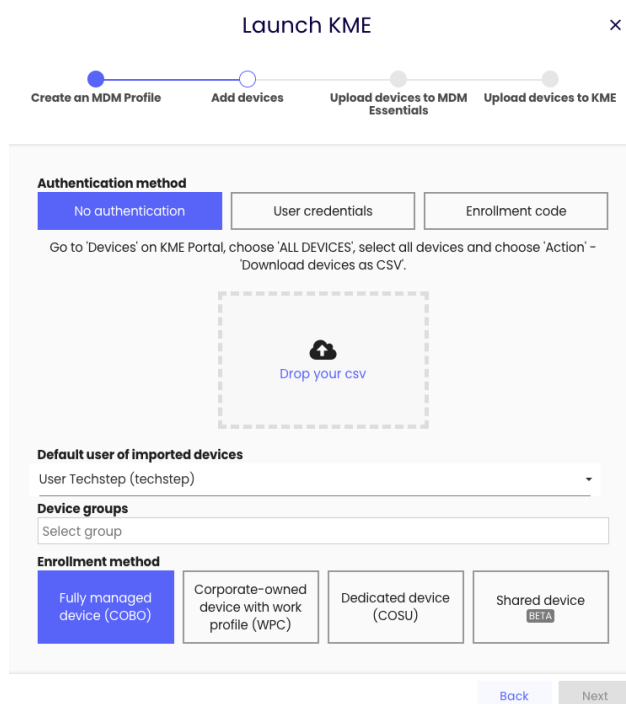 Launch KME
Create an MDM Profile
Add devices
Upload devices to MDM
Essentials
Upload devices to KME
Authentication method
No authentication
User credentials
Enrollment code
Go to 'Devices' on KME Portal, choose 'ALL DEVICES', select all devices and choose 'Action' -
'Download devices as CSV'.
Drop your csv
Default user of imported devices
User Techstep (techstep)
Device groups
Select group
Enrollment method
Fully managed
device (COBO)
Corporate-owned
device with work
profile (WPC)
Dedicated device
(COSU)
Shared device
BETA
Back
Next